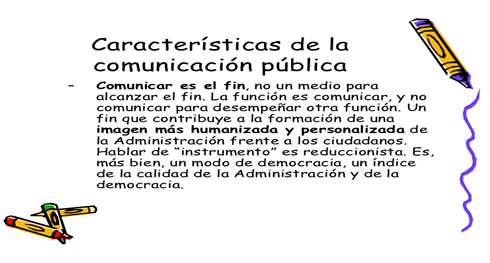 Características de la
comunicación pública
– Comunicar es el fin, no un medio para
alcanzar el fin. La función es comunicar, y no
comunicar para desempeñar otra función. Un
fin que contribuye a la formación de una
imagen más humanizada y personalizada de
la Administración frente a los ciudadanos.
Hablar de “instrumento” es reduccionista. Es,
más bien, un modo de democracia, un índice
de la calidad de la Administración y de la
democracia.